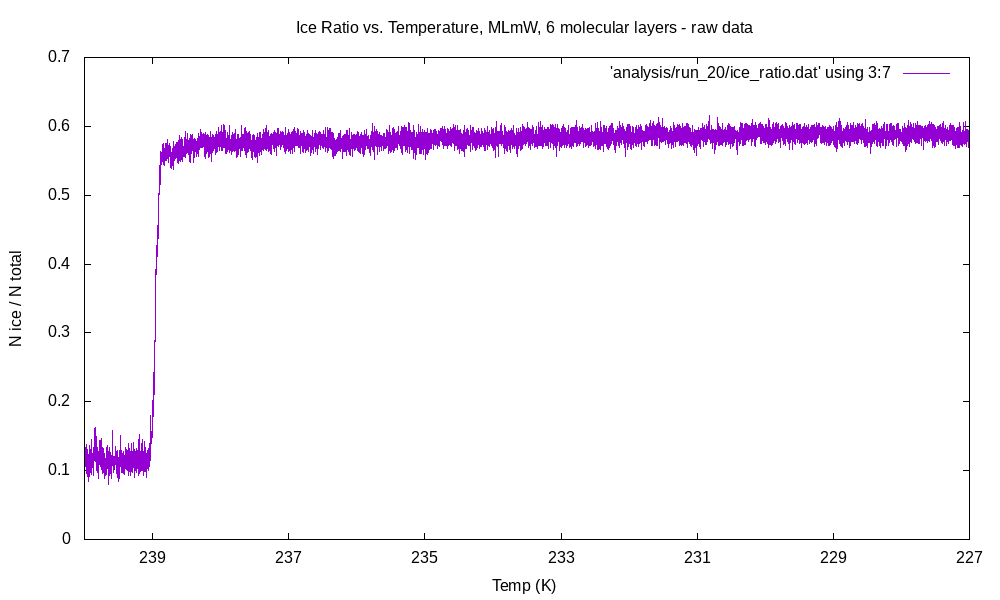 Ice Ratio vs. Temperature, MLmW, 6 molecular layers - raw data
'analysis/run_20/ice_ratio.dat' using 3:7
0.7
0.6
0.5
0.4
0.3
0.2
0.1
0
N ice / N total
239 237 235 233 231 229 227
Temp (K)